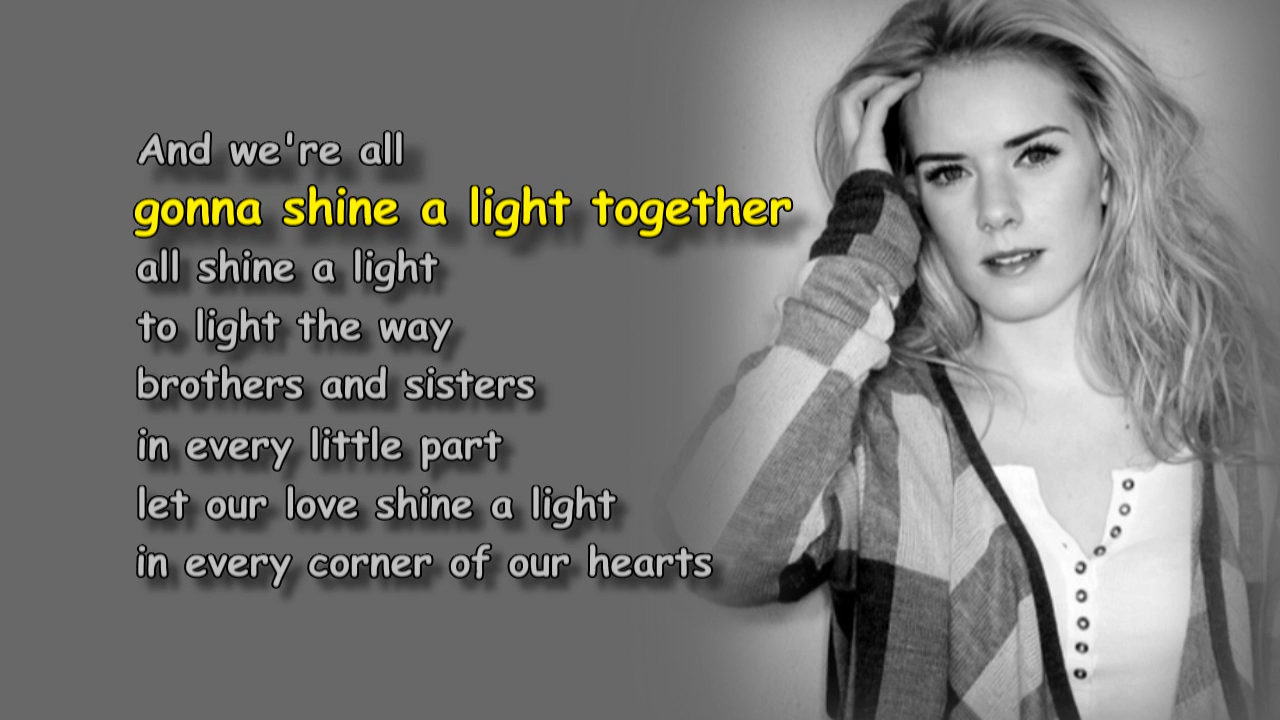 And we're all
gonna shine a light together
all shine a light
to light the way
brothers and sisters
in every little part
let our love shine a light
in every corner of our hearts